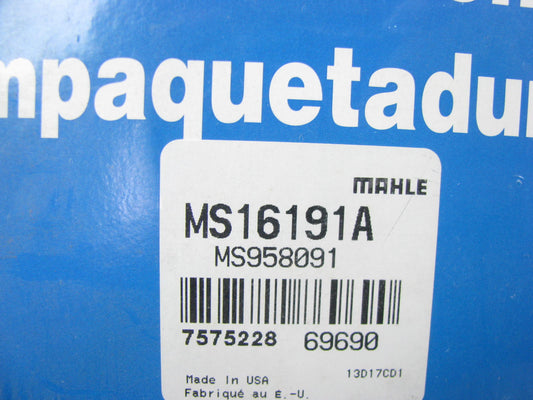 mpaquetadu
MAHLE
MS16191A
MS958091
7575228 69690
Made In USA 13D17CD1
Fabriqué au É.-U.